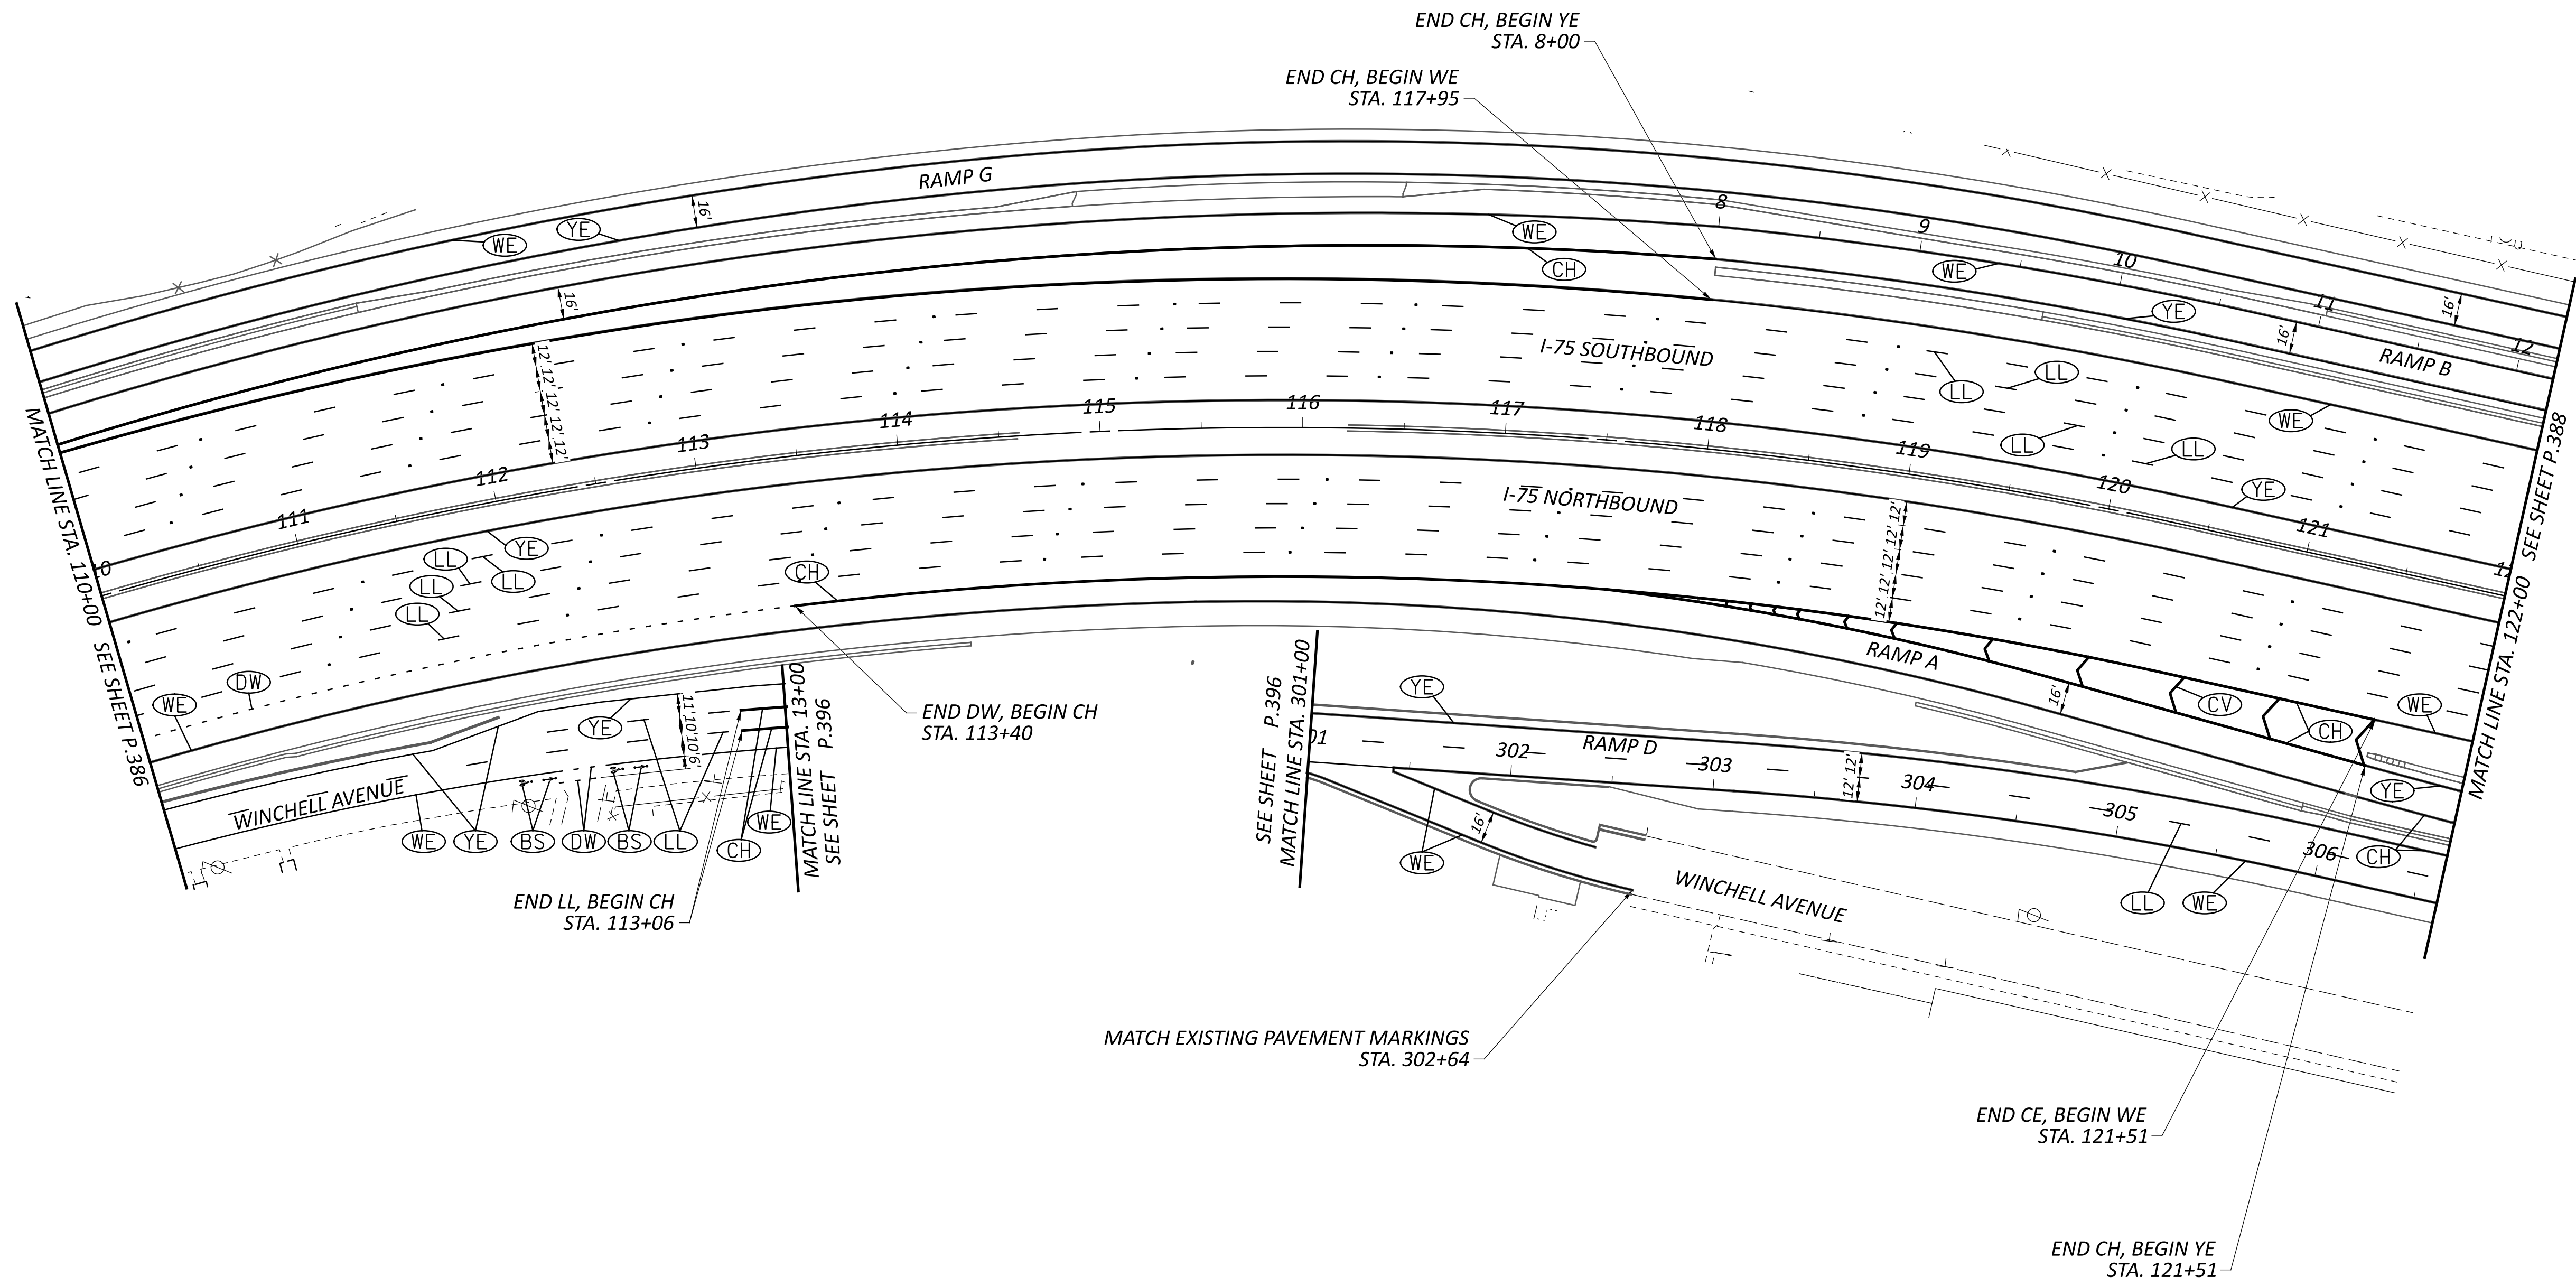 END CH, BEGIN YE
STA. 8+00
END CH, BEGIN WE
STA. 117+95
RAMP G
16'
WE
YE
WE
CH
8
9
10
11
12
WE
YE
16'
16'
RAMP B
16'
12' 12' 12' 12' 12'
I-75 SOUTHBOUND
LL
LL
LL
LL
WE
YE
111
112
113
114
115
116
117
118
119
120
121
I-75 NORTHBOUND
12' 12' 12' 12' 12'
YE
LL
LL
LL
LL
CH
WE
DW
MATCH LINE STA. 110+00 SEE SHEET P.386
MATCH LINE STA. 122+00 SEE SHEET P.388
RAMP A
16'
CV
CH
WE
YE
CH
END DW, BEGIN CH
STA. 113+40
YE
11' 10' 10' 6'
WINCHELL AVENUE
WE
YE
BS
DW
BS
LL
CH
WE
MATCH LINE STA. 13+00
SEE SHEET P.396
END LL, BEGIN CH
STA. 113+06
SEE SHEET P.396
MATCH LINE STA. 301+00
YE
01
302
RAMP D
303
12' 12'
304
305
306
16'
WE
LL
WE
WINCHELL AVENUE
MATCH EXISTING PAVEMENT MARKINGS
STA. 302+64
END CE, BEGIN WE
STA. 121+51
END CH, BEGIN YE
STA. 121+51